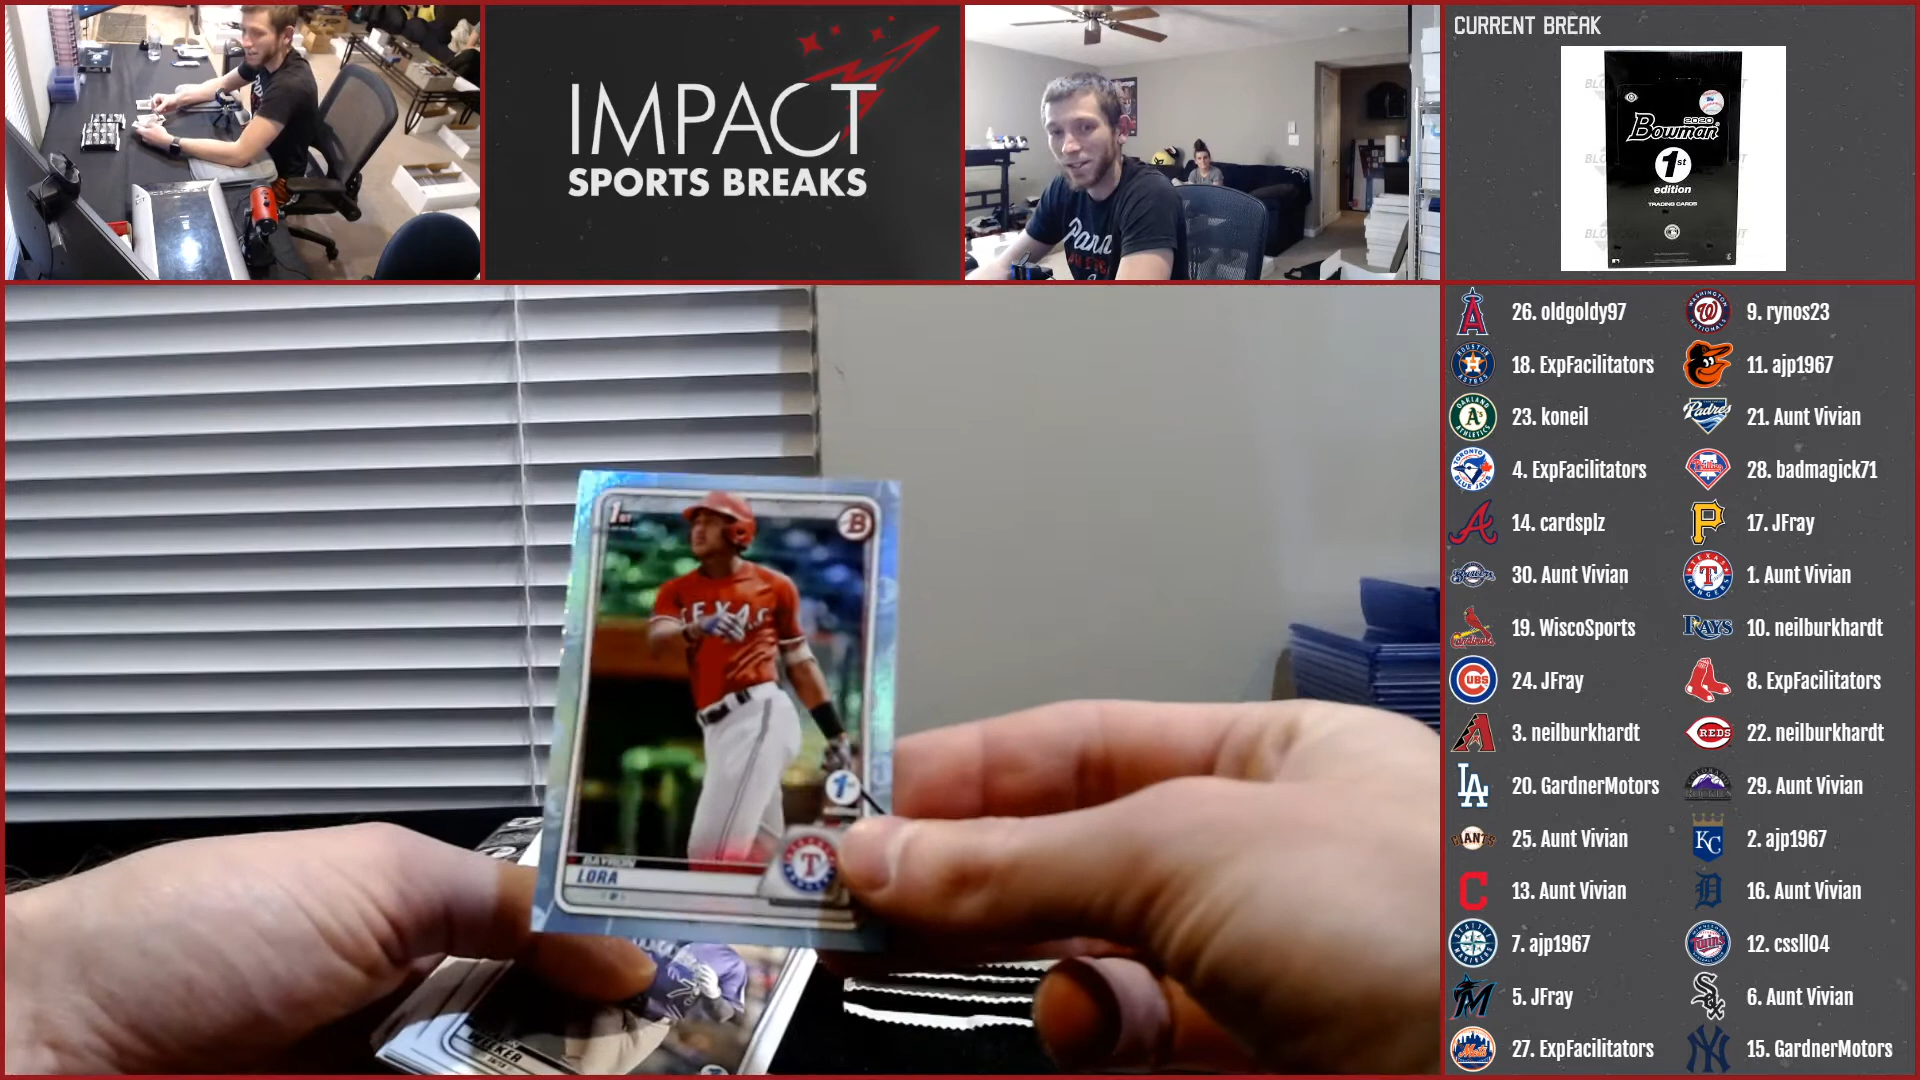 IMPACT
SPORTS BREAKS
CURRENT BREAK
2020
Bowman
1st
edition
TRADING CARDS
26. oldgoldy97
9. rynos23
18. ExpFacilitators
11. ajp1967
23. koneil
21. Aunt Vivian
4. ExpFacilitators
28. badmagick71
14. cardsplz
17. JFray
30. Aunt Vivian
1. Aunt Vivian
19. WiscoSports
10. neilburkhardt
24. JFray
8. ExpFacilitators
3. neilburkhardt
22. neilburkhardt
20. GardnerMotors
29. Aunt Vivian
25. Aunt Vivian
2. ajp1967
13. Aunt Vivian
16. Aunt Vivian
7. ajp1967
12. cssll04
5. JFray
6. Aunt Vivian
27. ExpFacilitators
15. GardnerMotors
1ST
B
TEXAS
1st
BAYRON
LORA
T